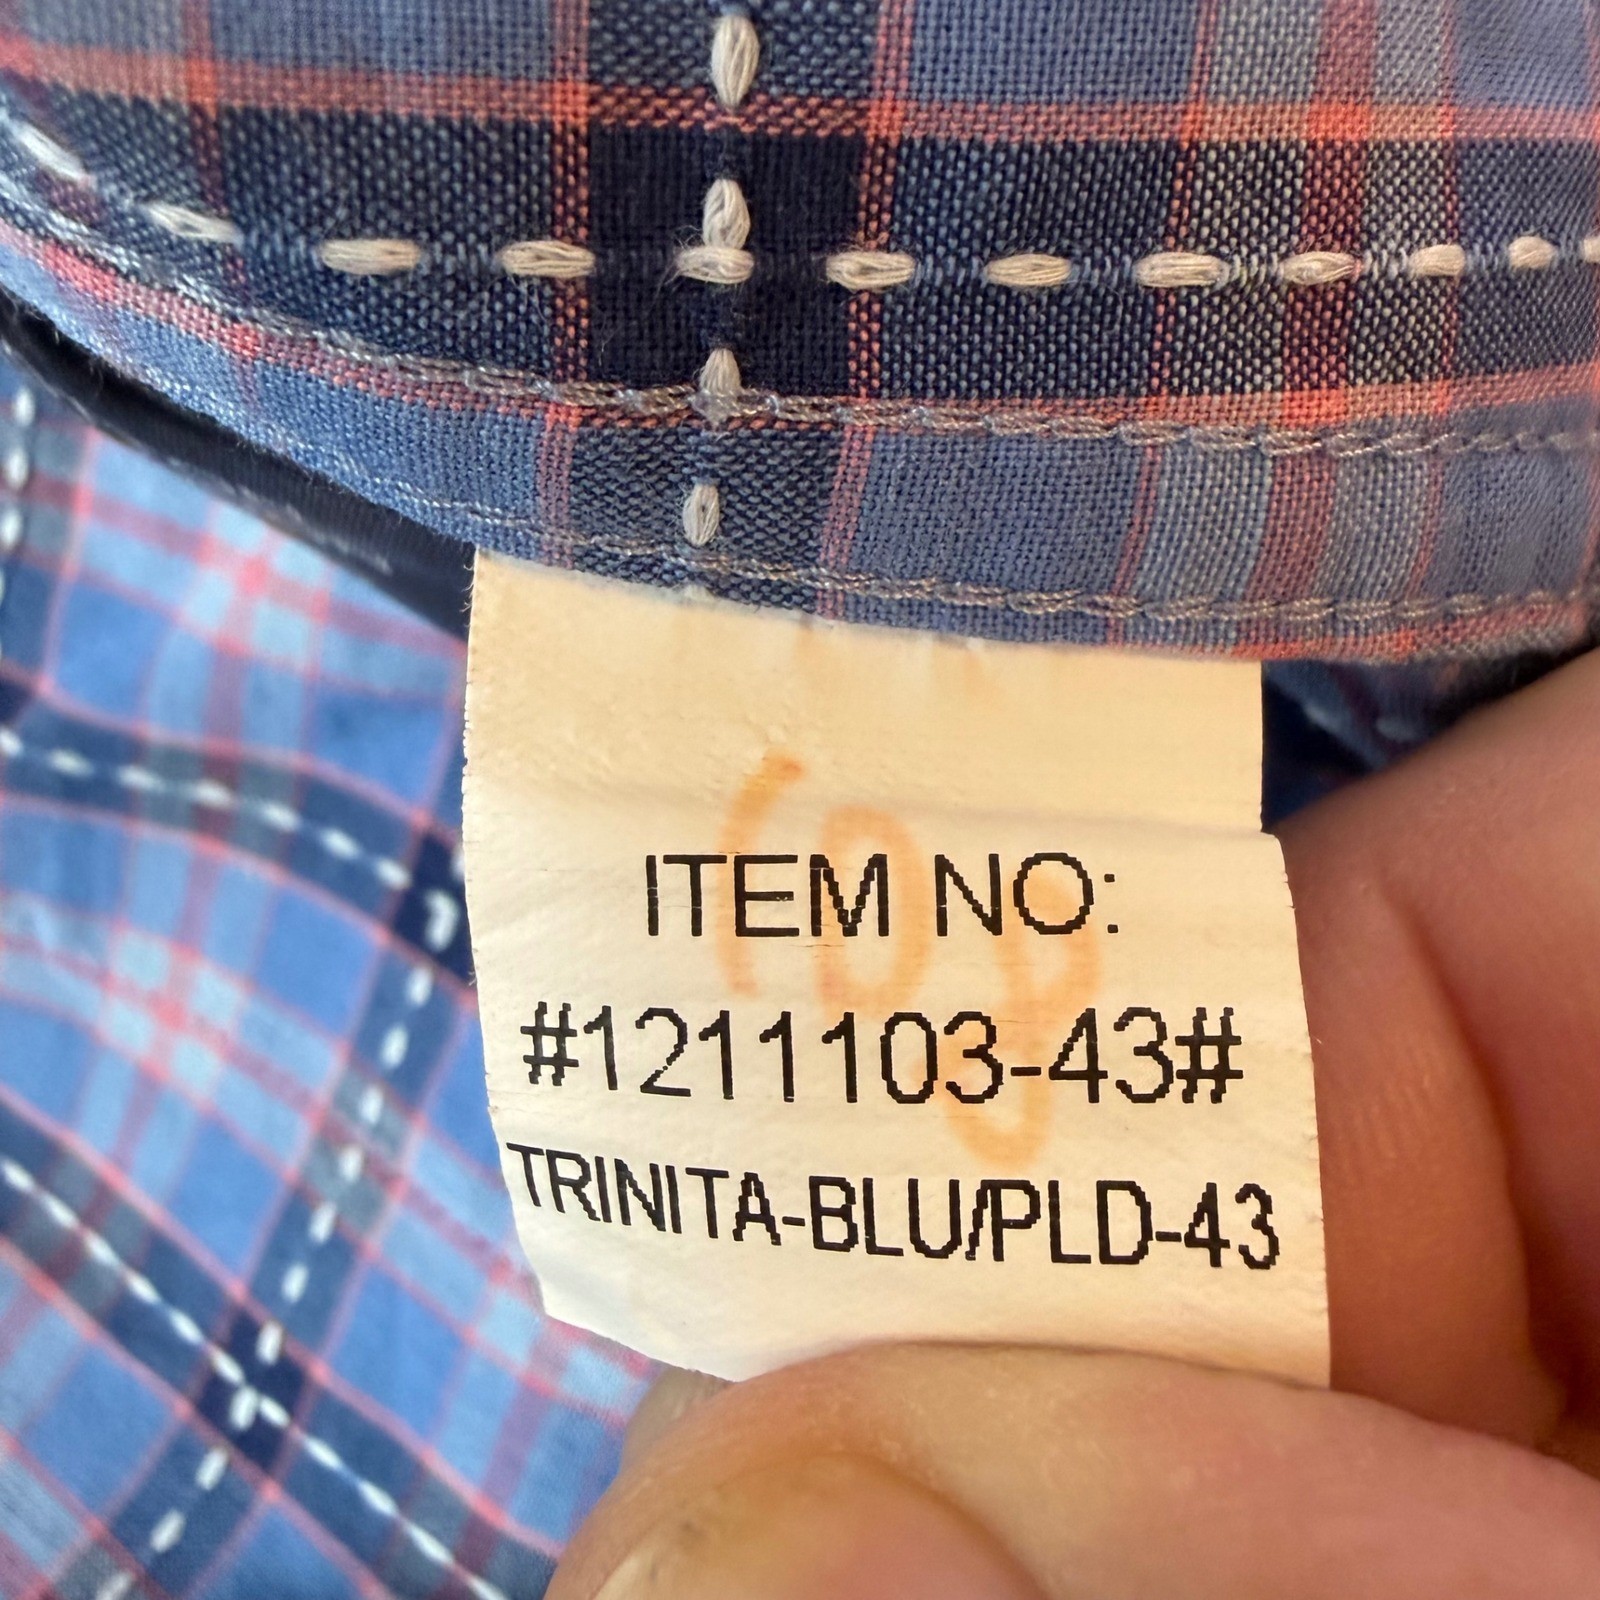 ITEM NO:
#1211103-43#
TRINITA-BLU/PLD-43